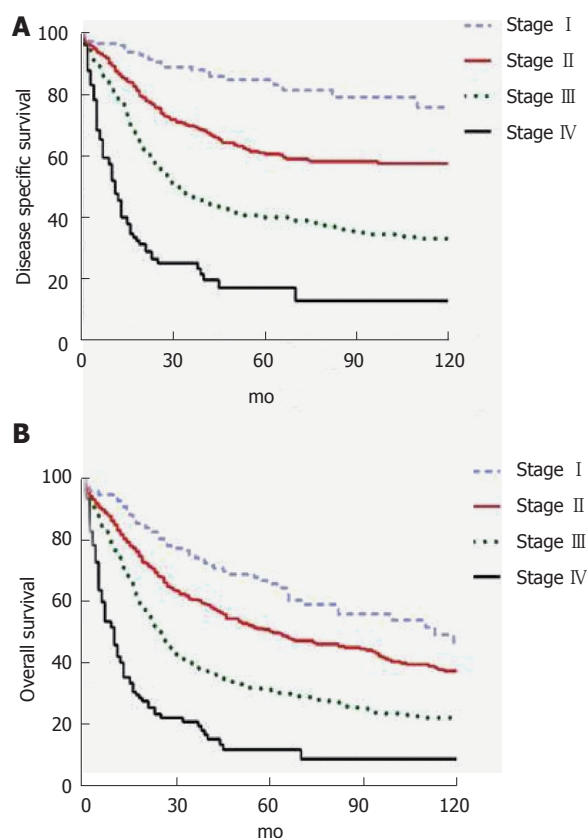 A
100
80
60
40
20
0
Disease specific survival
0 30 60 90 120
mo
Stage Ⅰ
Stage Ⅱ
Stage Ⅲ
Stage Ⅳ
B
100
80
60
40
20
0
Overall survival
0 30 60 90 120
mo
Stage Ⅰ
Stage Ⅱ
Stage Ⅲ
Stage Ⅳ